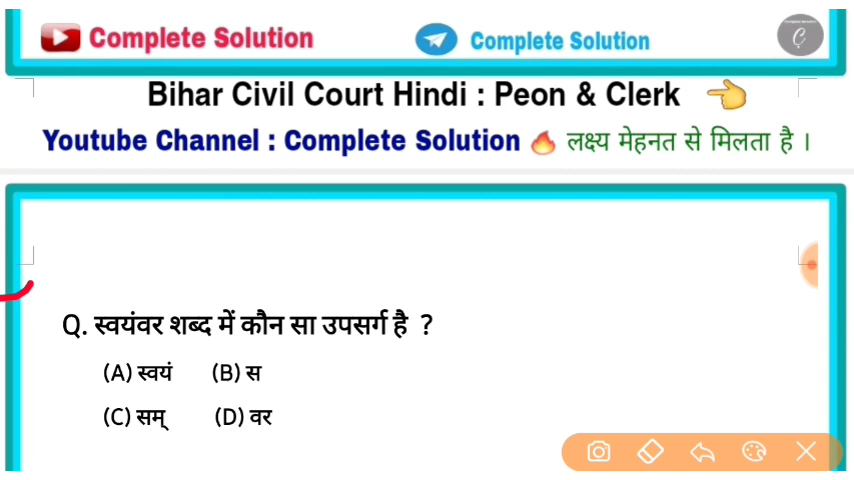 Complete Solution
Complete Solution
Bihar Civil Court Hindi : Peon & Clerk
Youtube Channel : Complete Solution 🔥 लक्ष्य मेहनत से मिलता है ।
Q. स्वयंवर शब्द में कौन सा उपसर्ग है ?
(A) स्वयं (B) स
(C) सम् (D) वर